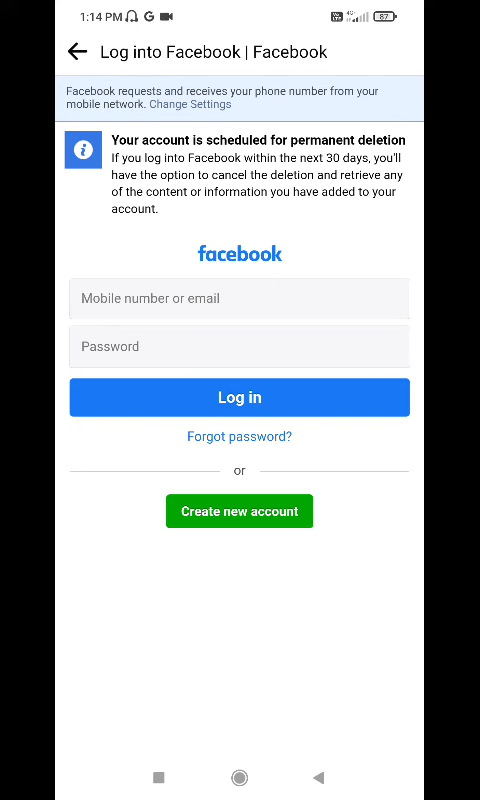 1:14 PM
87
Log into Facebook | Facebook
Facebook requests and receives your phone number from your
mobile network. Change Settings
Your account is scheduled for permanent deletion
If you log into Facebook within the next 30 days, you'll
have the option to cancel the deletion and retrieve any
of the content or information you have added to your
account.
facebook
Mobile number or email
Password
Log in
Forgot password?
or
Create new account